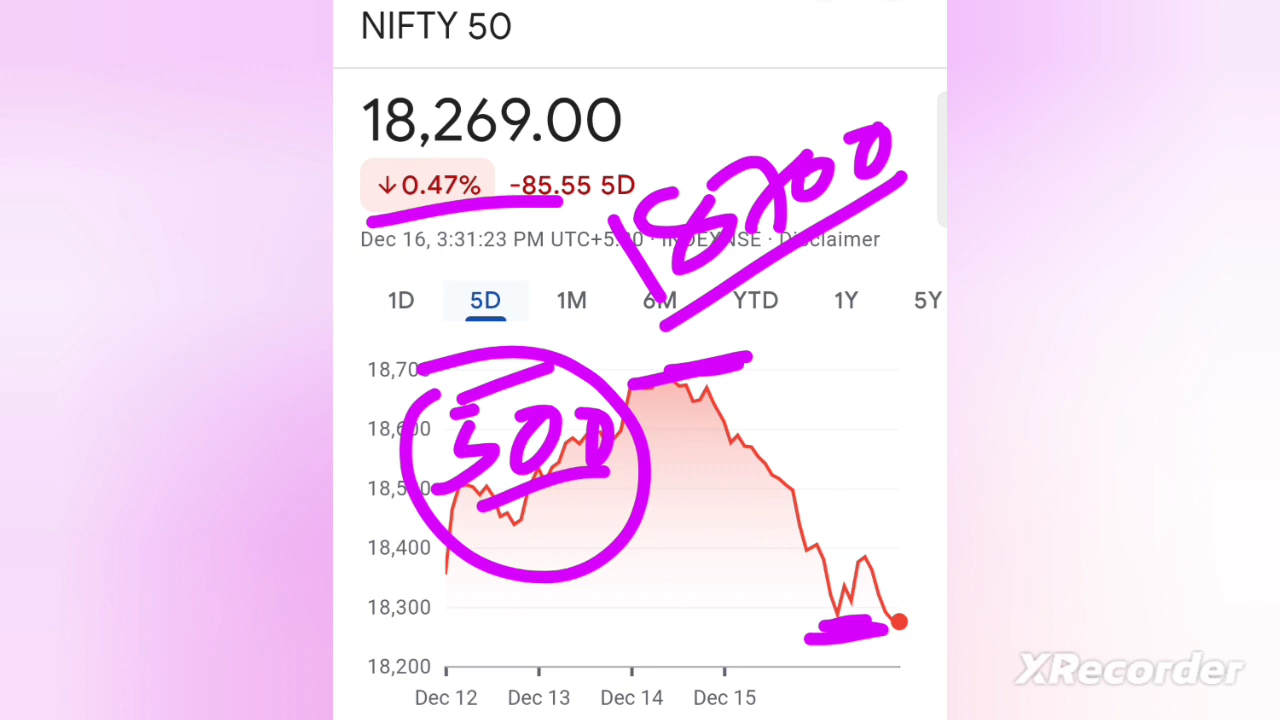 NIFTY 50
18,269.00
↓0.47% -85.55 5D
18700
Dec 16, 3:31:23 PM UTC+5:30 · INDEXNSE · Disclaimer
1D 5D 1M 6M YTD 1Y 5Y
18,700
500
18,600
18,500
18,400
18,300
18,200
Dec 12 Dec 13 Dec 14 Dec 15
XRecorder